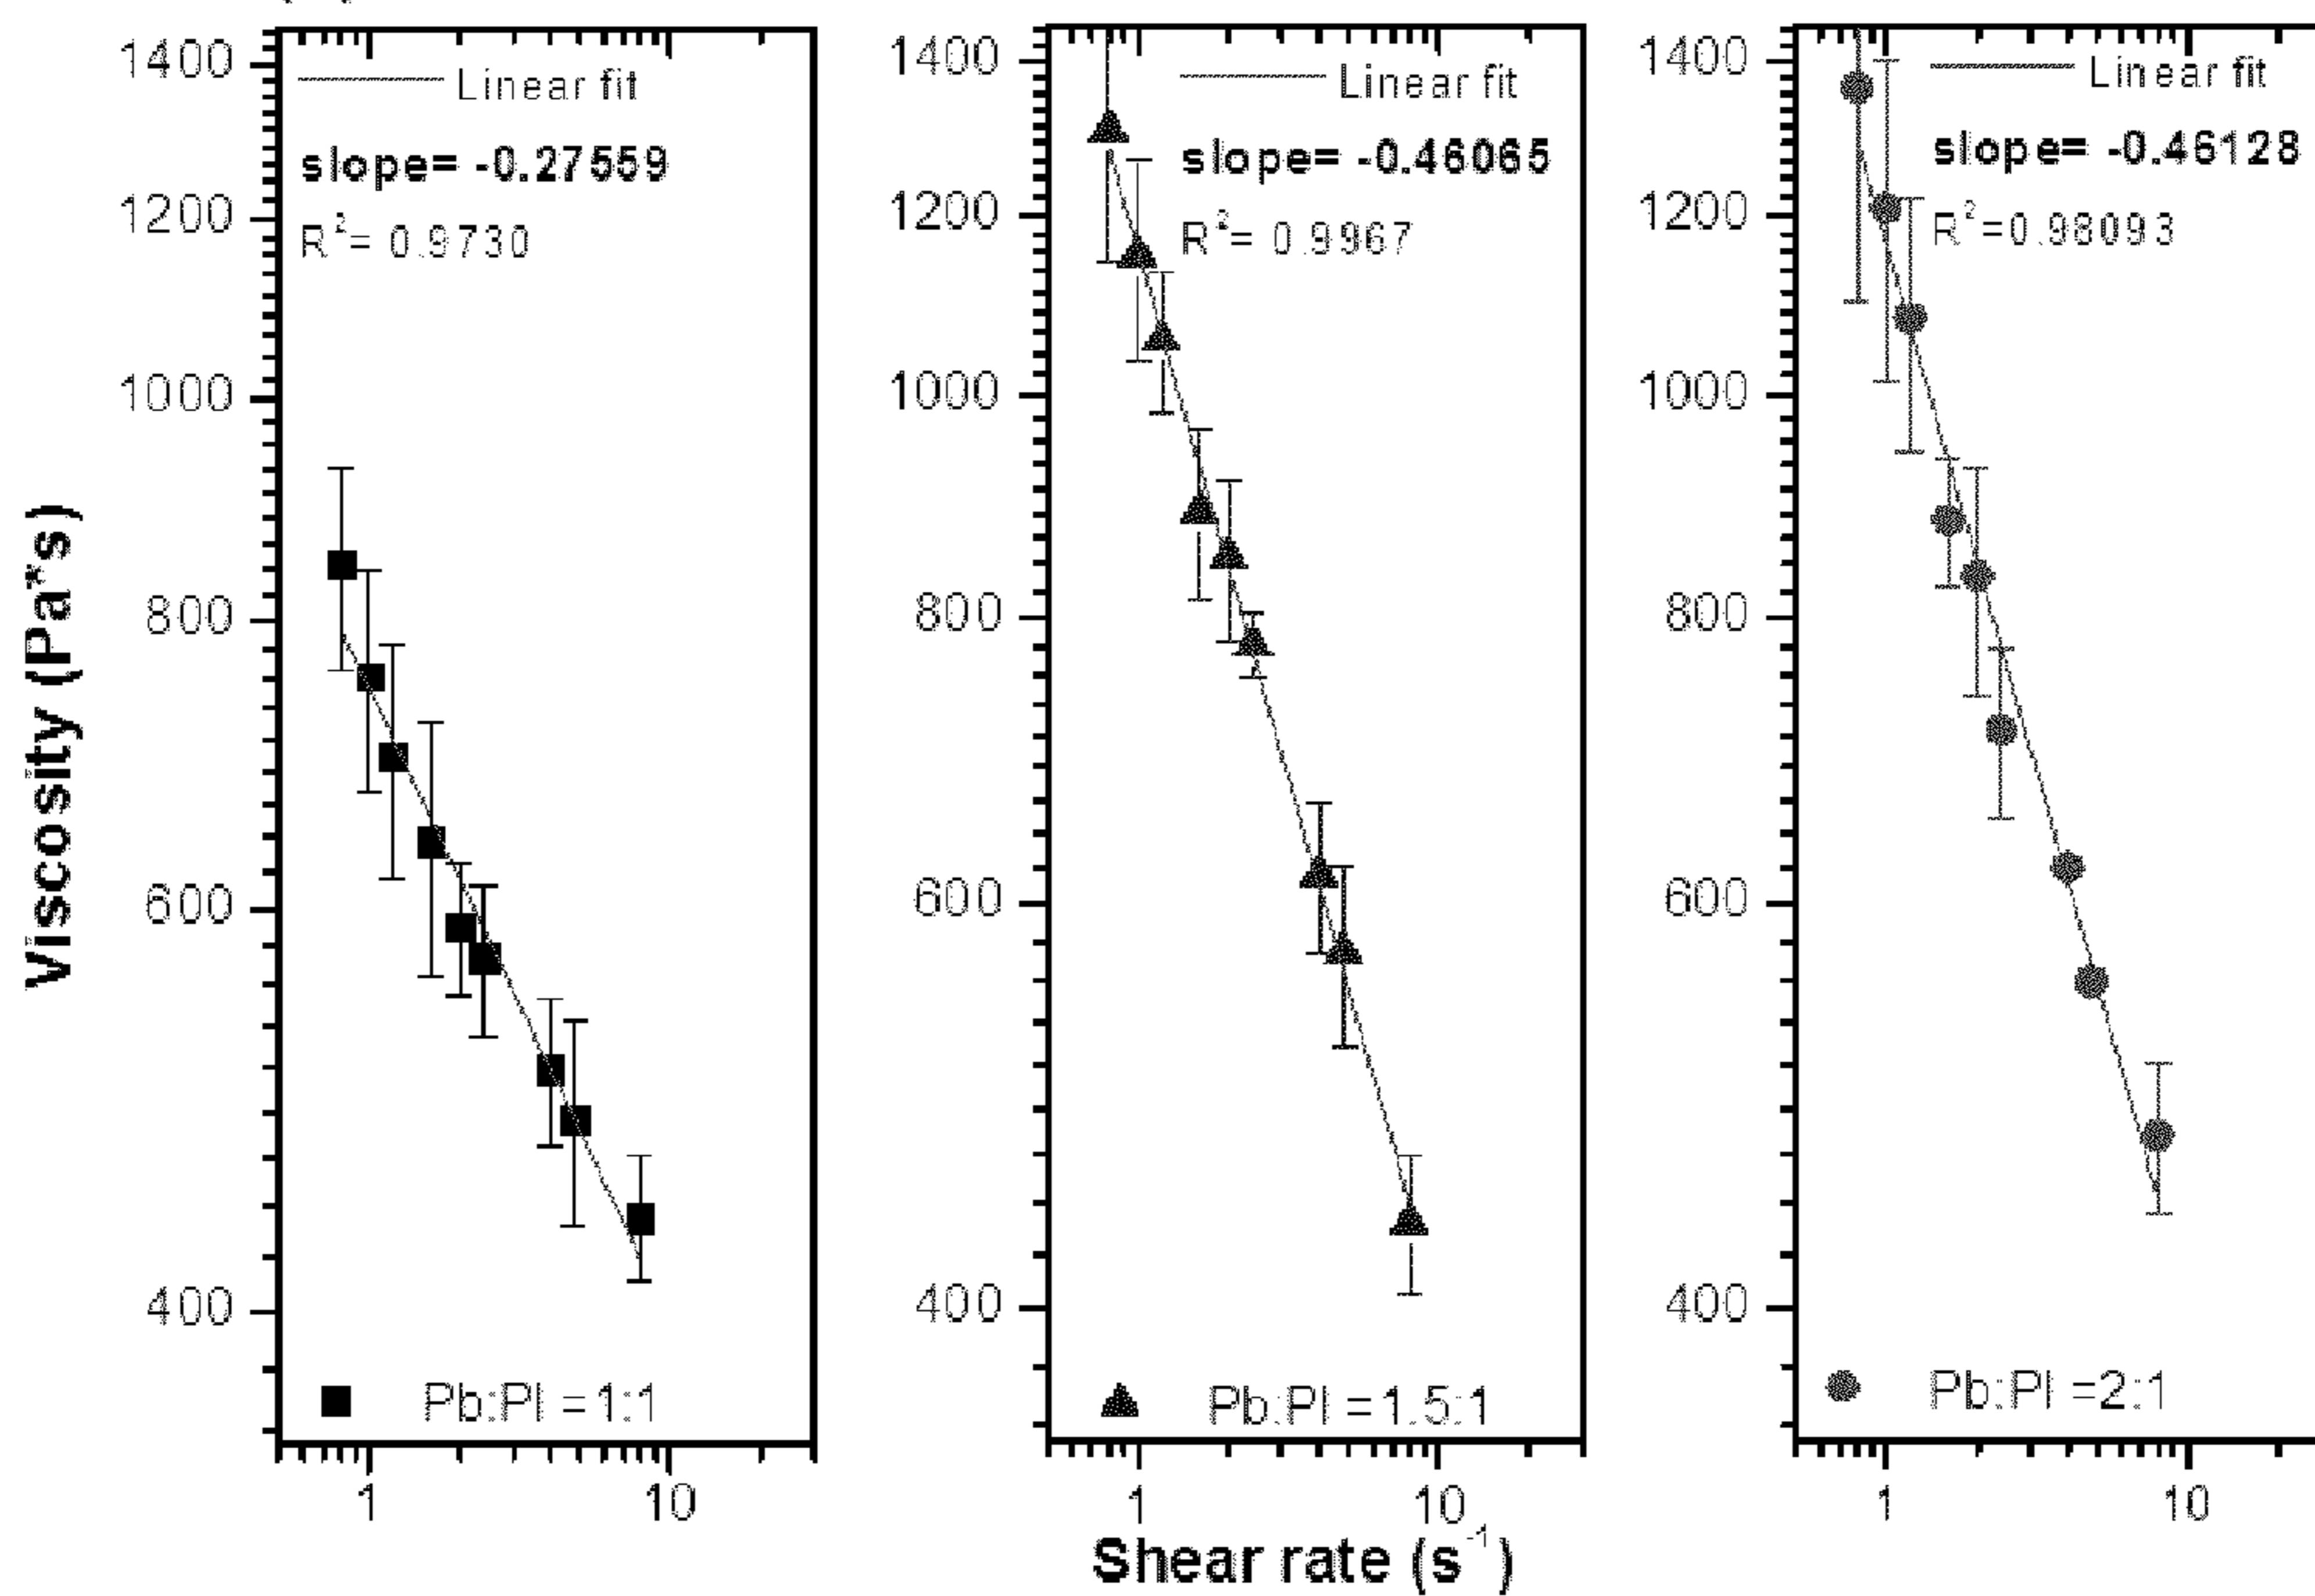 1400
1200
1000
800
600
400
Linear fit
slope= -0.27559
R²= 0.9730
Pb:PI =1:1
1
10
1400
1200
1000
800
600
400
Linear fit
slope= -0.46065
R²= 0.9967
Pb:PI =1.5:1
1
10
1400
1200
1000
800
600
400
Linear fit
slope= -0.46128
R²=0.98093
Pb:PI =2:1
1
10
Viscosity (Pa*s)
Shear rate (s⁻¹)